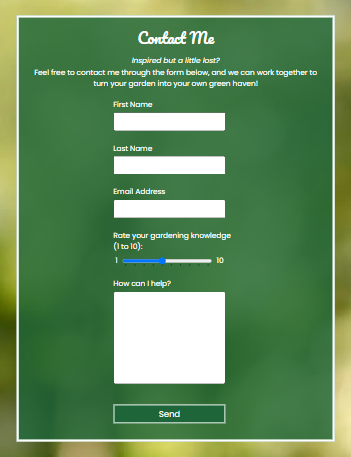 Contact Me
Inspired but a little lost?
Feel free to contact me through the form below, and we can work together to
turn your garden into your own green haven!
First Name
Last Name
Email Address
Rate your gardening knowledge
(1 to 10):
1 10
How can I help?
Send